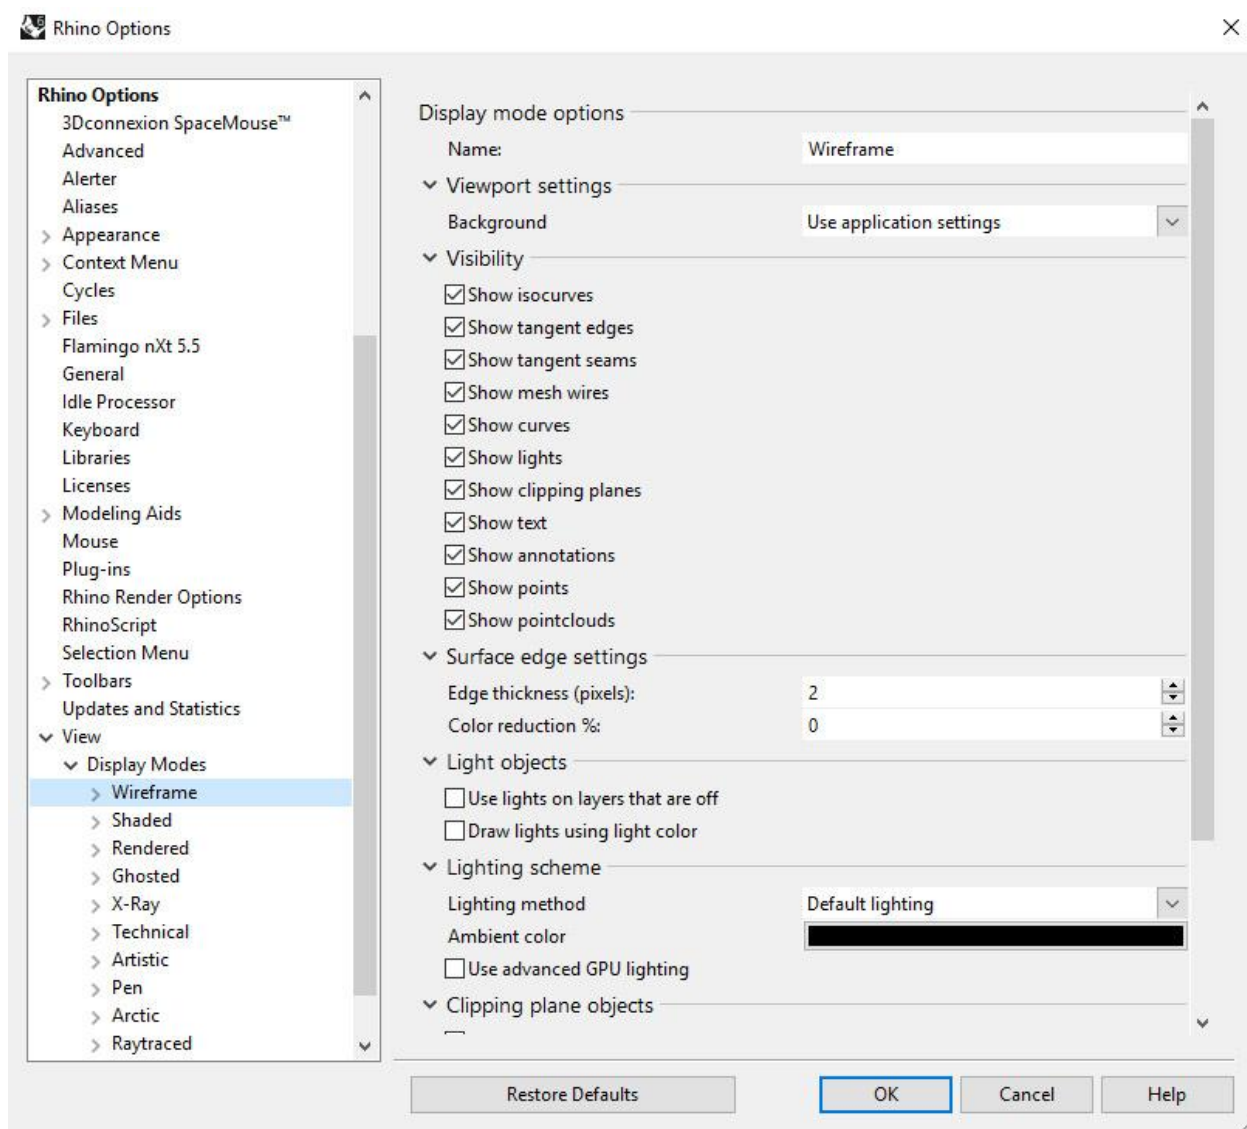 Rhino Options
Rhino Options
3Dconnexion SpaceMouse™
Advanced
Alerter
Aliases
Appearance
Context Menu
Cycles
Files
Flamingo nXt 5.5
General
Idle Processor
Keyboard
Libraries
Licenses
Modeling Aids
Mouse
Plug-ins
Rhino Render Options
RhinoScript
Selection Menu
Toolbars
Updates and Statistics
View
Display Modes
Wireframe
Shaded
Rendered
Ghosted
X-Ray
Technical
Artistic
Pen
Arctic
Raytraced
Display mode options
Name: Wireframe
Viewport settings
Background Use application settings
Visibility
Show isocurves
Show tangent edges
Show tangent seams
Show mesh wires
Show curves
Show lights
Show clipping planes
Show text
Show annotations
Show points
Show pointclouds
Surface edge settings
Edge thickness (pixels): 2
Color reduction %: 0
Light objects
Use lights on layers that are off
Draw lights using light color
Lighting scheme
Lighting method Default lighting
Ambient color
Use advanced GPU lighting
Clipping plane objects
Restore Defaults OK Cancel Help